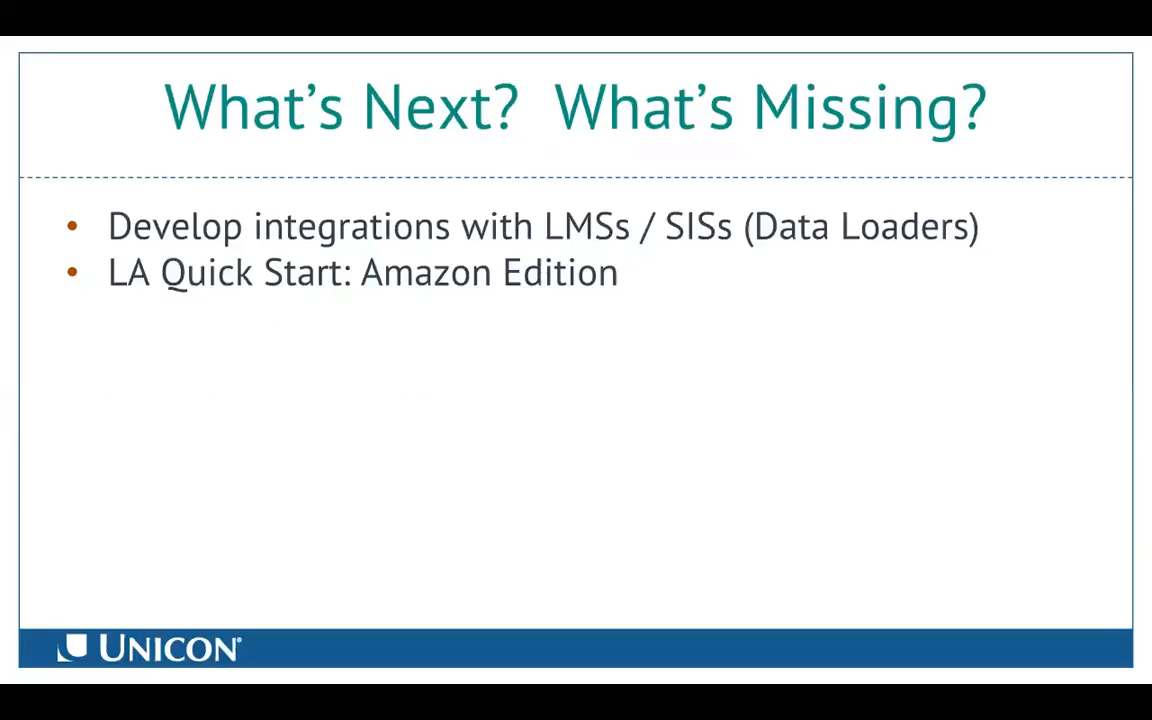 What’s Next?  What’s Missing?
• Develop integrations with LMSs / SISs (Data Loaders)
• LA Quick Start: Amazon Edition
UNICON®